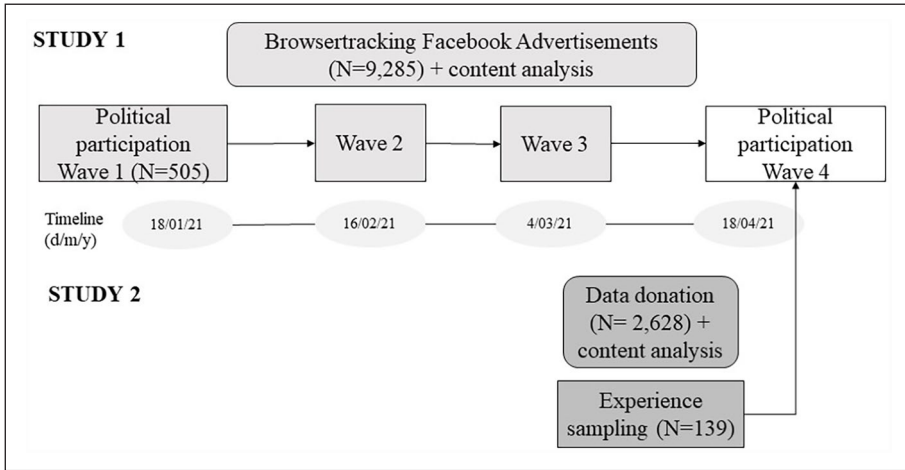 STUDY 1
Browsertracking Facebook Advertisements
(N=9,285) + content analysis
Political
participation
Wave 1 (N=505)
Wave 2
Wave 3
Political
participation
Wave 4
Timeline
(d/m/y)
18/01/21
16/02/21
4/03/21
18/04/21
STUDY 2
Data donation
(N= 2,628) +
content analysis
Experience
sampling (N=139)